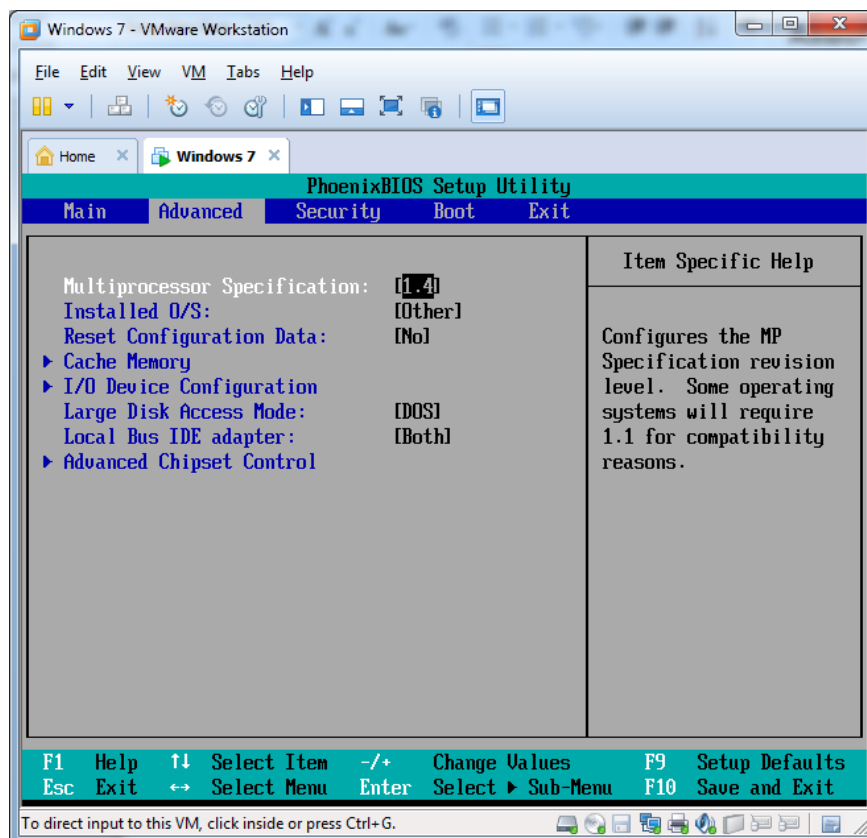 Windows 7 - VMware Workstation
File Edit View VM Tabs Help
Home Windows 7
PhoenixBIOS Setup Utility
Main Advanced Security Boot Exit
Item Specific Help
Multiprocessor Specification: [1.4]
Installed O/S: [Other]
Reset Configuration Data: [No]
Cache Memory
I/O Device Configuration
Large Disk Access Mode: [DOS]
Local Bus IDE adapter: [Both]
Advanced Chipset Control
Configures the MP
Specification revision
level. Some operating
systems will require
1.1 for compatibility
reasons.
F1 Help ↑↓ Select Item -/+ Change Values F9 Setup Defaults
Esc Exit ↔ Select Menu Enter Select ▶ Sub-Menu F10 Save and Exit
To direct input to this VM, click inside or press Ctrl+G.